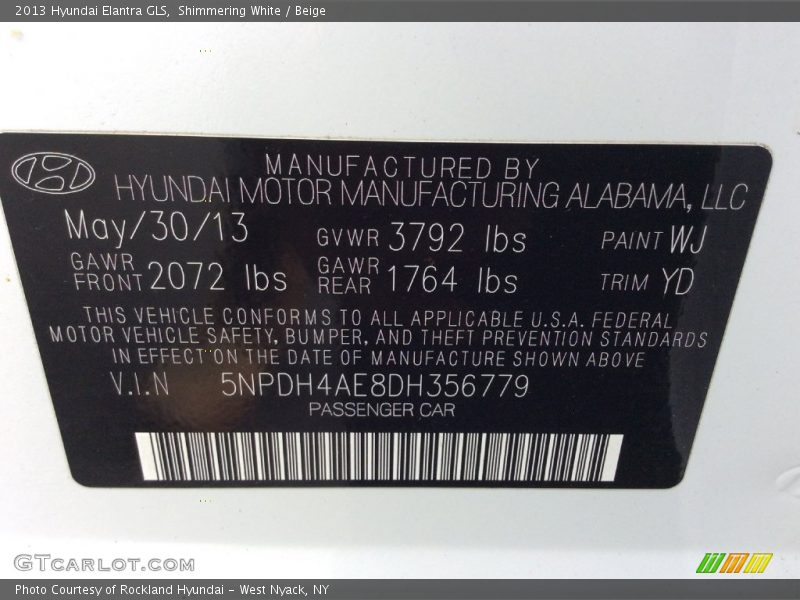 2013 Hyundai Elantra GLS, Shimmering White / Beige
MANUFACTURED BY
HYUNDAI MOTOR MANUFACTURING ALABAMA, LLC
May/30/13 GVWR 3792 lbs PAINT WJ
GAWR FRONT 2072 lbs GAWR REAR 1764 lbs TRIM YD
THIS VEHICLE CONFORMS TO ALL APPLICABLE U.S.A. FEDERAL
MOTOR VEHICLE SAFETY, BUMPER, AND THEFT PREVENTION STANDARDS
IN EFFECT ON THE DATE OF MANUFACTURE SHOWN ABOVE
V.I.N 5NPDH4AE8DH356779
PASSENGER CAR
GTCARLOT.COM
Photo Courtesy of Rockland Hyundai - West Nyack, NY